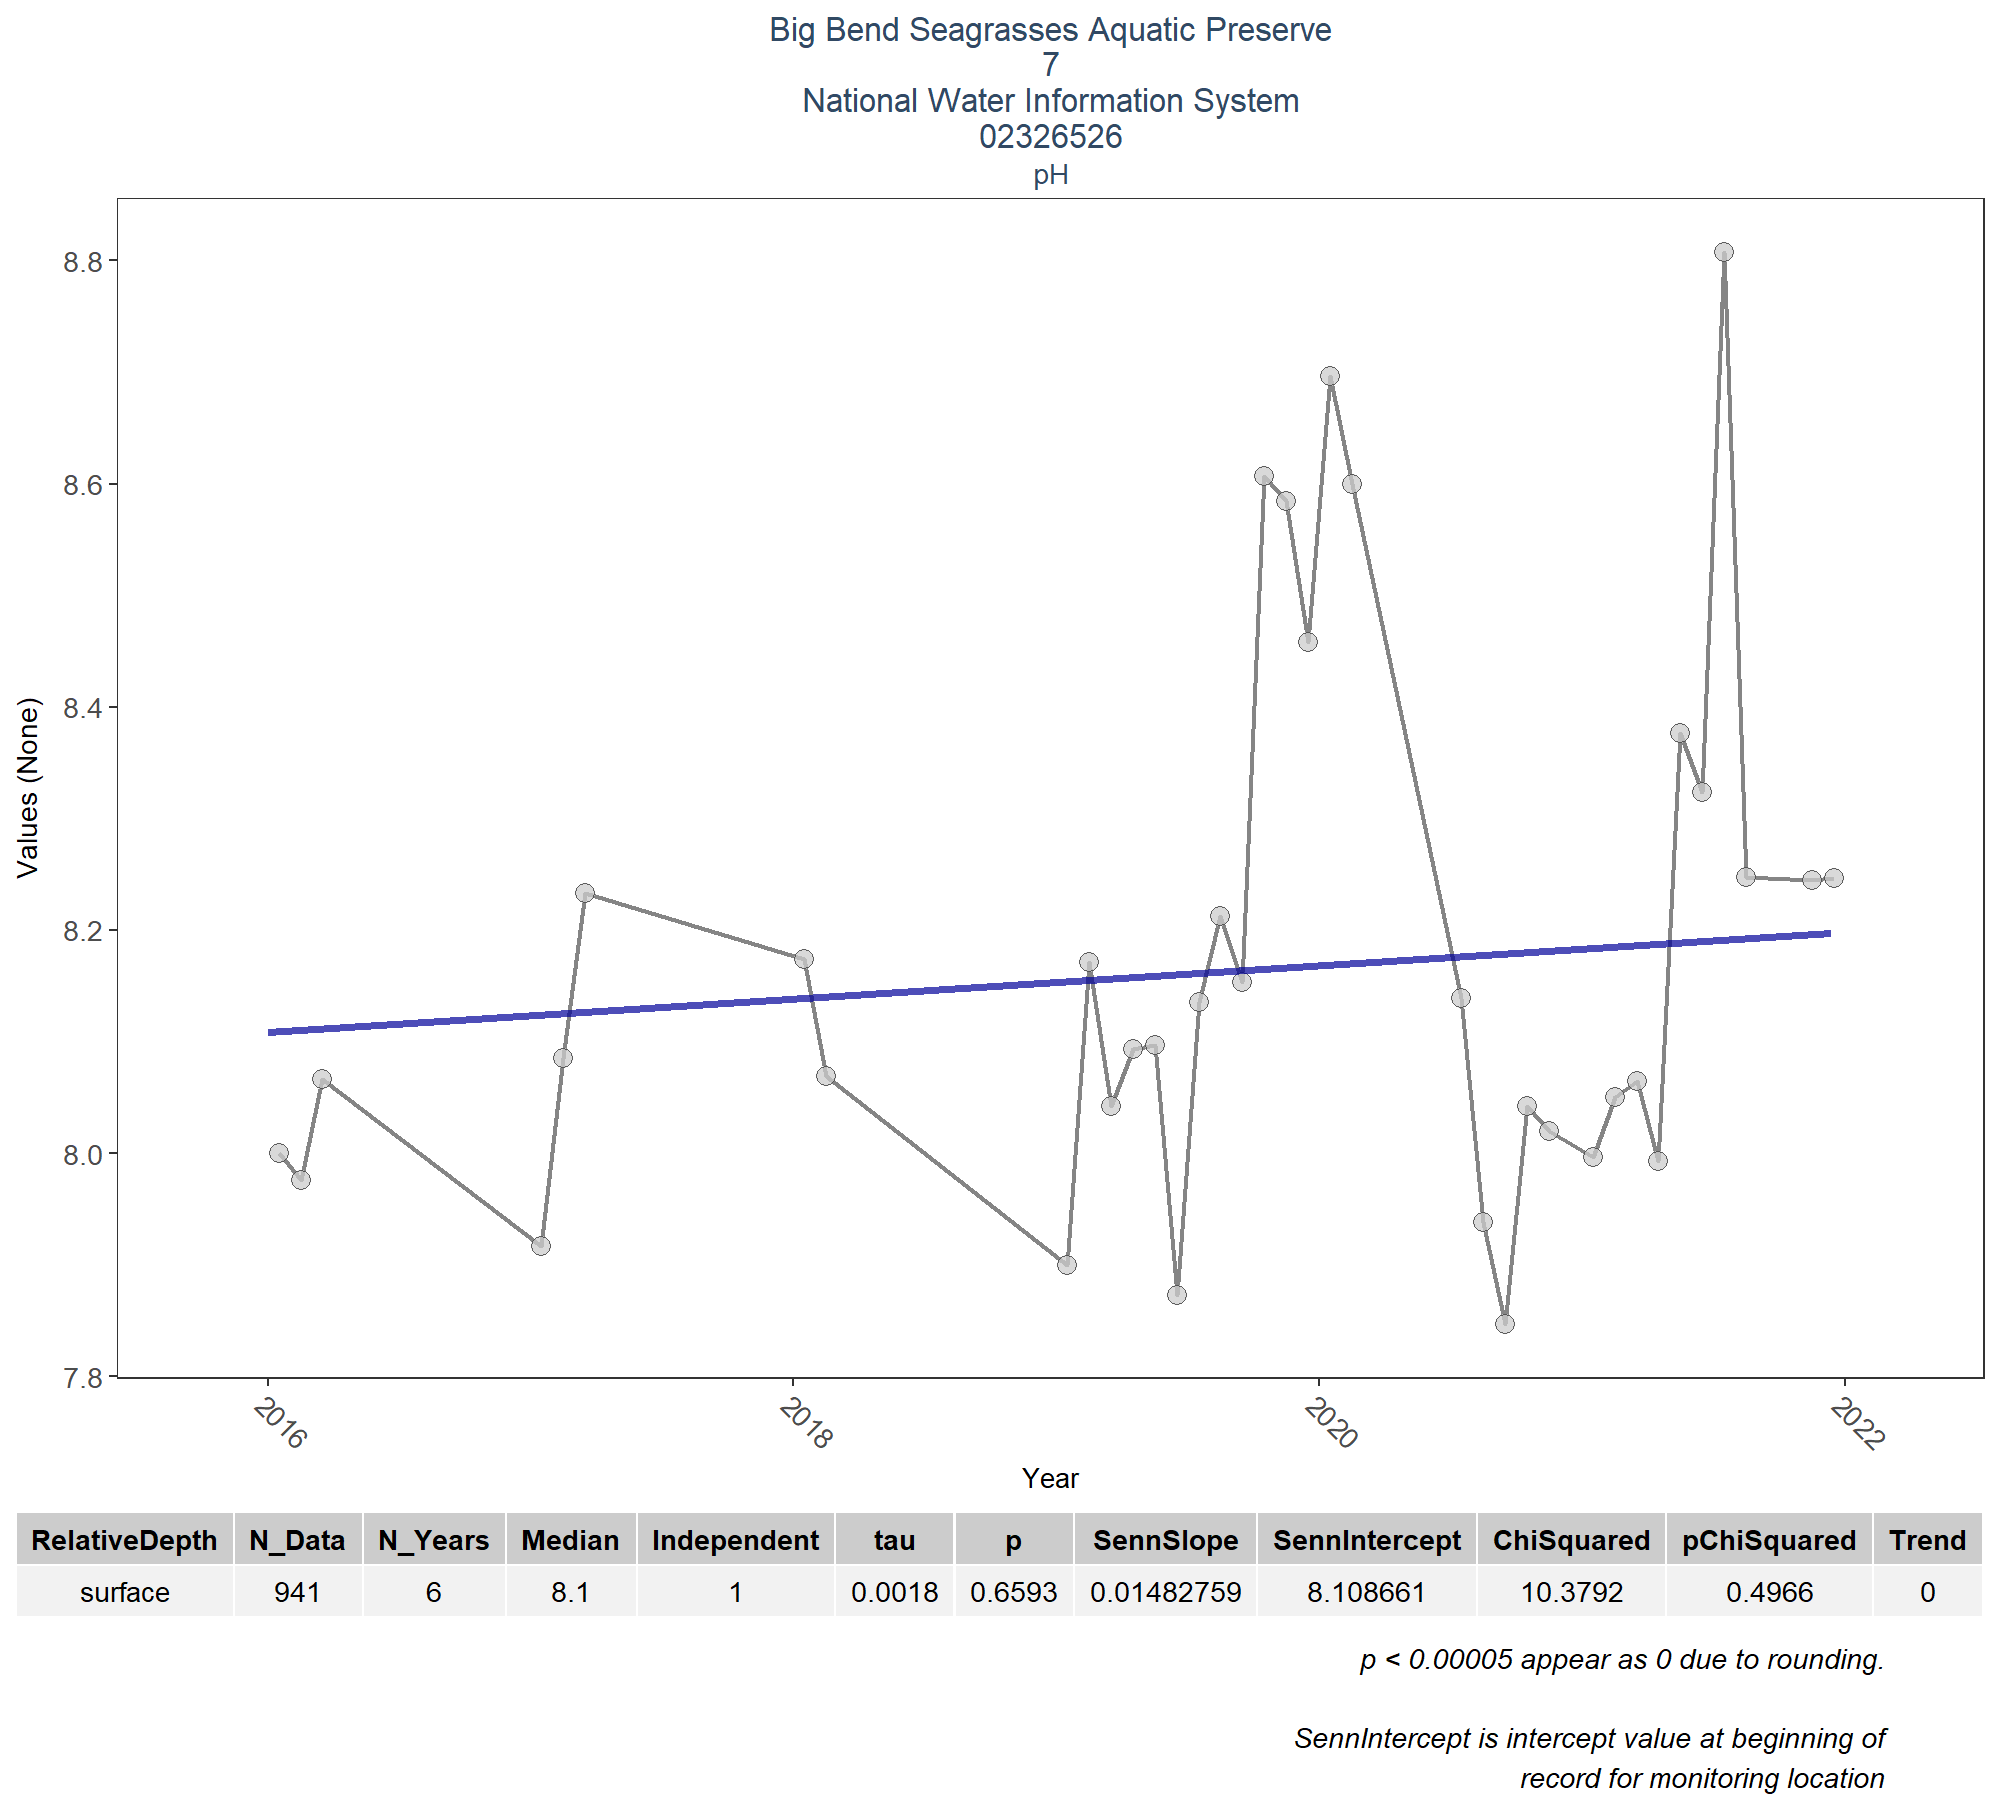 Big Bend Seagrasses Aquatic Preserve
7
National Water Information System
02326526
pH
8.8
8.6
8.4
8.2
8.0
7.8
Values (None)
2016
2018
2020
2022
Year
RelativeDepth N_Data N_Years Median Independent tau p SennSlope SennIntercept ChiSquared pChiSquared Trend
surface 941 6 8.1 1 0.0018 0.6593 0.01482759 8.108661 10.3792 0.4966 0
p < 0.00005 appear as 0 due to rounding.
SennIntercept is intercept value at beginning of
record for monitoring location